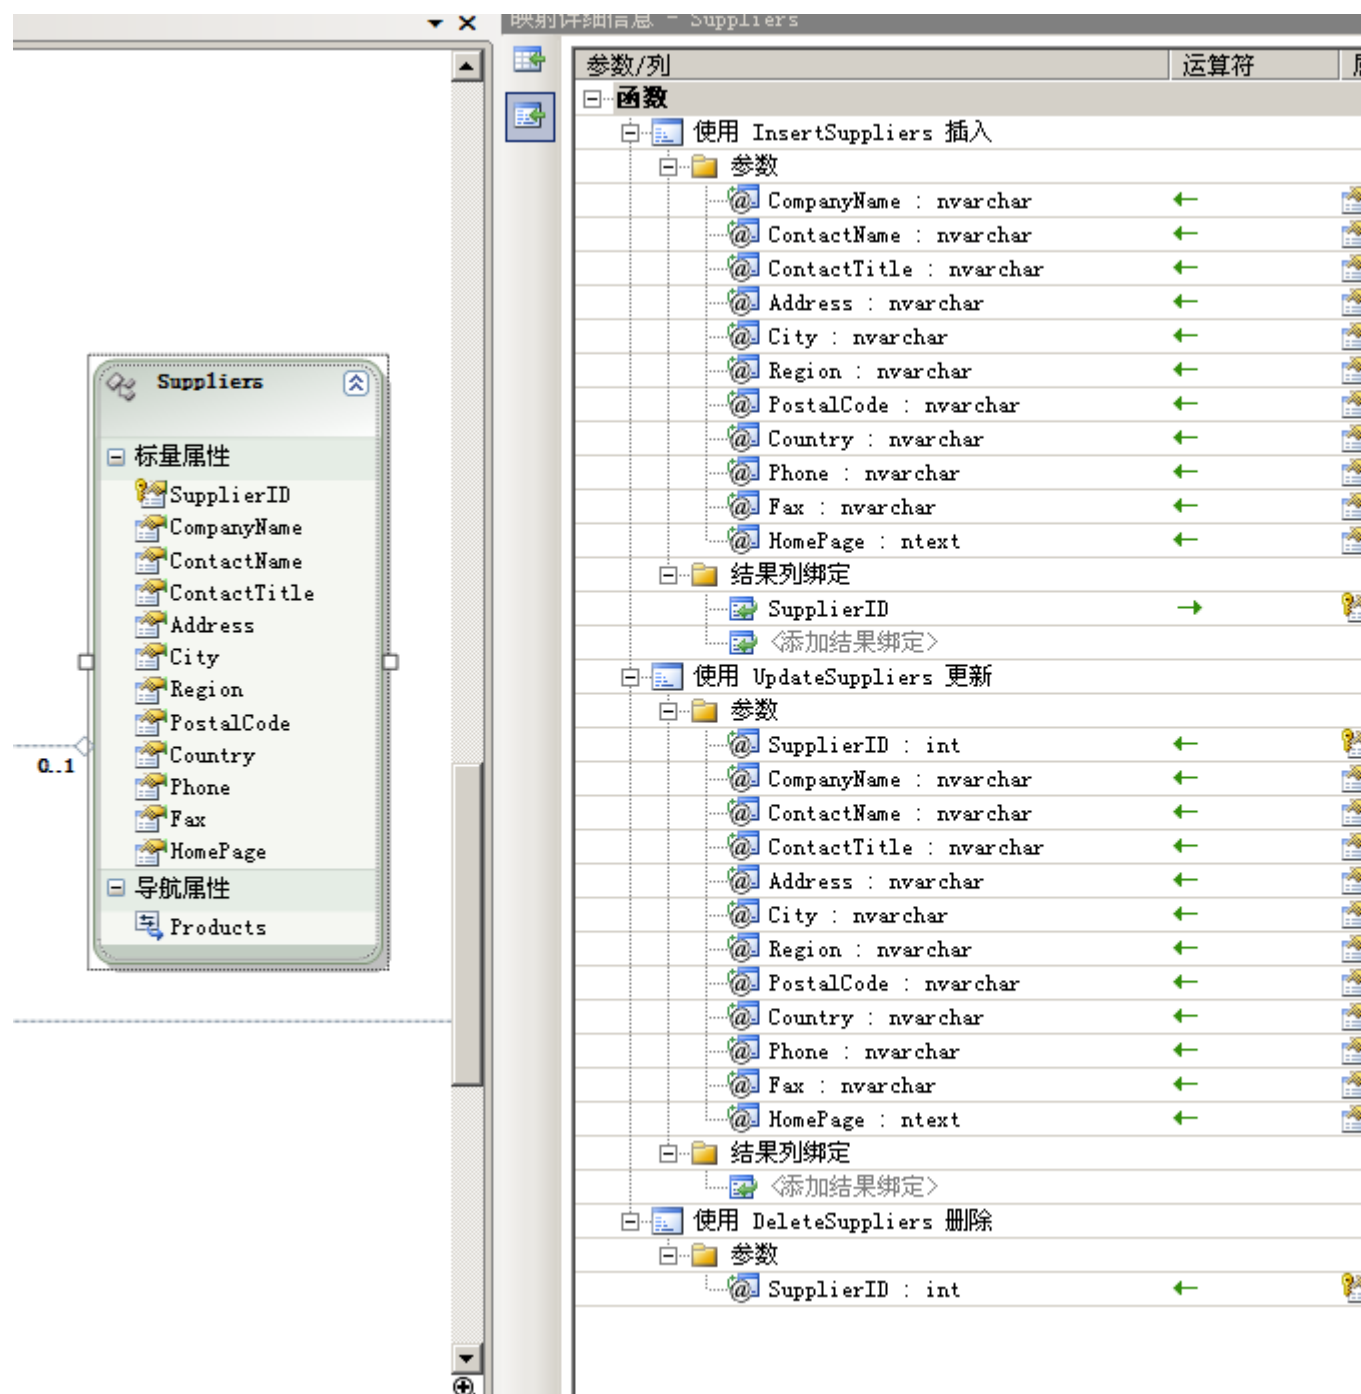 Suppliers
标量属性
SupplierID
CompanyName
ContactName
ContactTitle
Address
City
Region
PostalCode
Country
Phone
Fax
HomePage
导航属性
Products
0..1
映射详细信息 - Suppliers
参数/列 运算符
函数
使用 InsertSuppliers 插入
参数
CompanyName : nvarchar
ContactName : nvarchar
ContactTitle : nvarchar
Address : nvarchar
City : nvarchar
Region : nvarchar
PostalCode : nvarchar
Country : nvarchar
Phone : nvarchar
Fax : nvarchar
HomePage : ntext
结果列绑定
SupplierID
<添加结果绑定>
使用 UpdateSuppliers 更新
参数
SupplierID : int
CompanyName : nvarchar
ContactName : nvarchar
ContactTitle : nvarchar
Address : nvarchar
City : nvarchar
Region : nvarchar
PostalCode : nvarchar
Country : nvarchar
Phone : nvarchar
Fax : nvarchar
HomePage : ntext
结果列绑定
<添加结果绑定>
使用 DeleteSuppliers 删除
参数
SupplierID : int